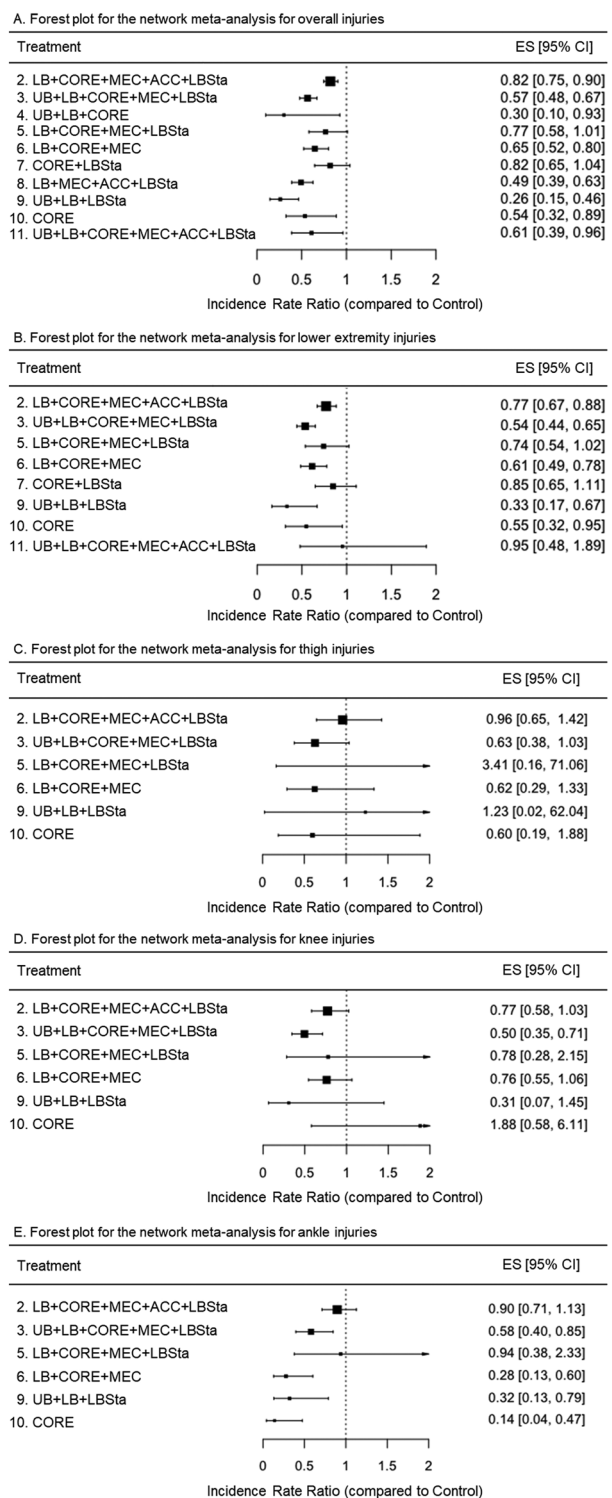 A. Forest plot for the network meta-analysis for overall injuries
Treatment ES [95% CI]
2. LB+CORE+MEC+ACC+LBSta 0.82 [0.75, 0.90]
3. UB+LB+CORE+MEC+LBSta 0.57 [0.48, 0.67]
4. UB+LB+CORE 0.30 [0.10, 0.93]
5. LB+CORE+MEC+LBSta 0.77 [0.58, 1.01]
6. LB+CORE+MEC 0.65 [0.52, 0.80]
7. CORE+LBSta 0.82 [0.65, 1.04]
8. LB+MEC+ACC+LBSta 0.49 [0.39, 0.63]
9. UB+LB+LBSta 0.26 [0.15, 0.46]
10. CORE 0.54 [0.32, 0.89]
11. UB+LB+CORE+MEC+ACC+LBSta 0.61 [0.39, 0.96]
0 0.5 1 1.5 2
Incidence Rate Ratio (compared to Control)
B. Forest plot for the network meta-analysis for lower extremity injuries
Treatment ES [95% CI]
2. LB+CORE+MEC+ACC+LBSta 0.77 [0.67, 0.88]
3. UB+LB+CORE+MEC+LBSta 0.54 [0.44, 0.65]
5. LB+CORE+MEC+LBSta 0.74 [0.54, 1.02]
6. LB+CORE+MEC 0.61 [0.49, 0.78]
7. CORE+LBSta 0.85 [0.65, 1.11]
9. UB+LB+LBSta 0.33 [0.17, 0.67]
10. CORE 0.55 [0.32, 0.95]
11. UB+LB+CORE+MEC+ACC+LBSta 0.95 [0.48, 1.89]
0 0.5 1 1.5 2
Incidence Rate Ratio (compared to Control)
C. Forest plot for the network meta-analysis for thigh injuries
Treatment ES [95% CI]
2. LB+CORE+MEC+ACC+LBSta 0.96 [0.65, 1.42]
3. UB+LB+CORE+MEC+LBSta 0.63 [0.38, 1.03]
5. LB+CORE+MEC+LBSta 3.41 [0.16, 71.06]
6. LB+CORE+MEC 0.62 [0.29, 1.33]
9. UB+LB+LBSta 1.23 [0.02, 62.04]
10. CORE 0.60 [0.19, 1.88]
0 0.5 1 1.5 2
Incidence Rate Ratio (compared to Control)
D. Forest plot for the network meta-analysis for knee injuries
Treatment ES [95% CI]
2. LB+CORE+MEC+ACC+LBSta 0.77 [0.58, 1.03]
3. UB+LB+CORE+MEC+LBSta 0.50 [0.35, 0.71]
5. LB+CORE+MEC+LBSta 0.78 [0.28, 2.15]
6. LB+CORE+MEC 0.76 [0.55, 1.06]
9. UB+LB+LBSta 0.31 [0.07, 1.45]
10. CORE 1.88 [0.58, 6.11]
0 0.5 1 1.5 2
Incidence Rate Ratio (compared to Control)
E. Forest plot for the network meta-analysis for ankle injuries
Treatment ES [95% CI]
2. LB+CORE+MEC+ACC+LBSta 0.90 [0.71, 1.13]
3. UB+LB+CORE+MEC+LBSta 0.58 [0.40, 0.85]
5. LB+CORE+MEC+LBSta 0.94 [0.38, 2.33]
6. LB+CORE+MEC 0.28 [0.13, 0.60]
9. UB+LB+LBSta 0.32 [0.13, 0.79]
10. CORE 0.14 [0.04, 0.47]
0 0.5 1 1.5 2
Incidence Rate Ratio (compared to Control)